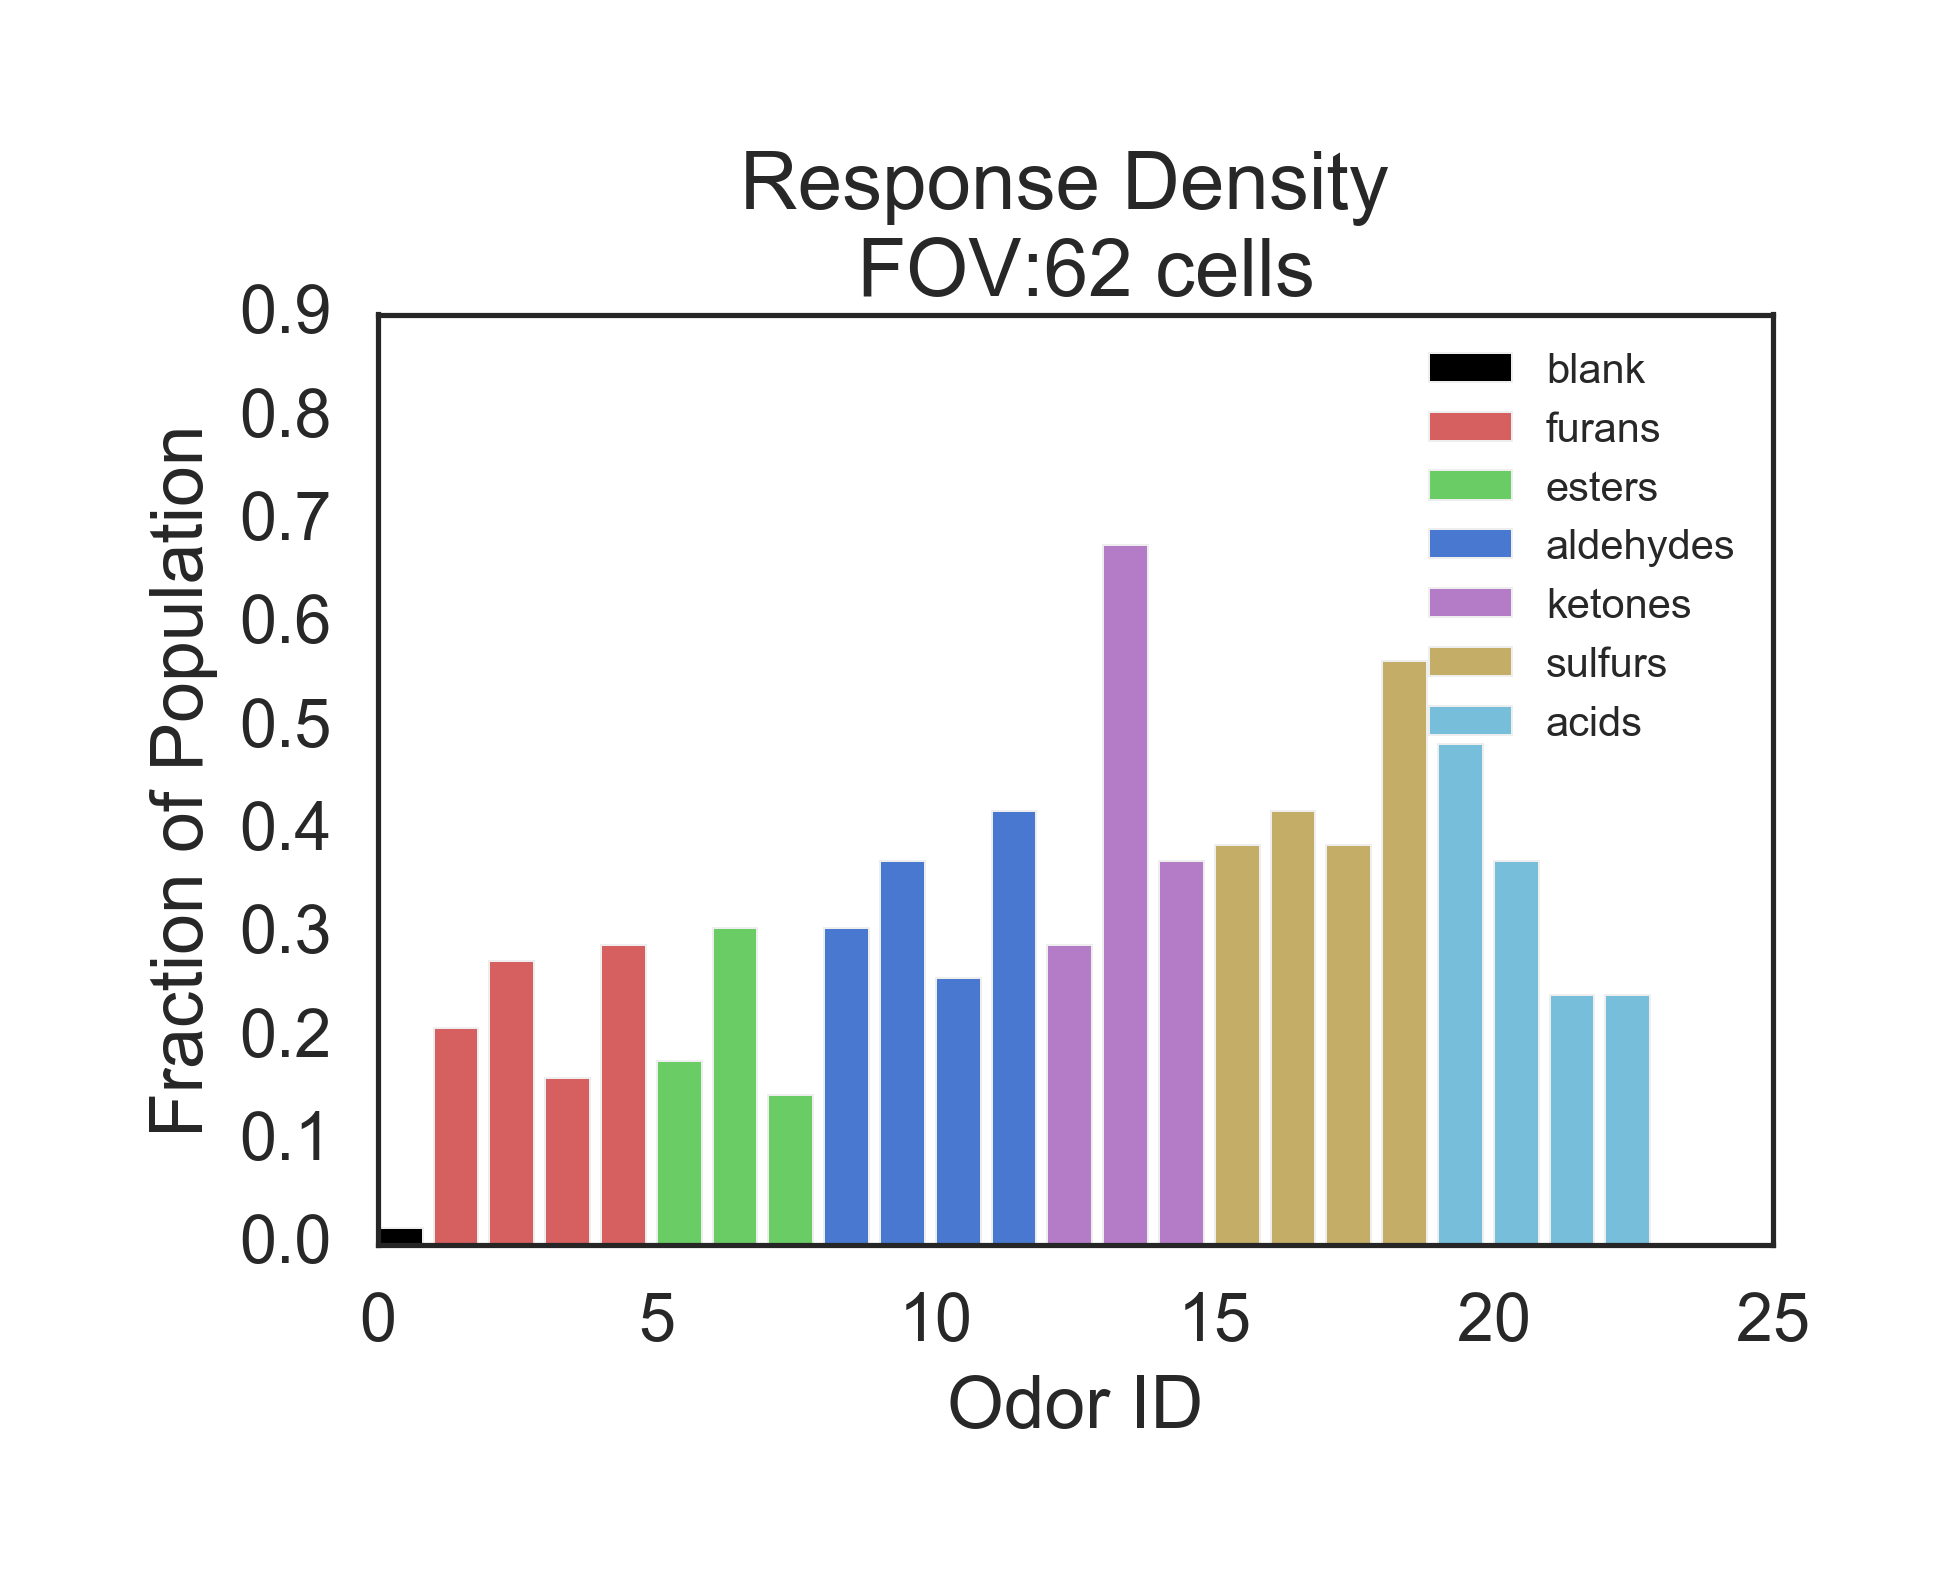 Response Density
FOV:62 cells
0.9
0.8
0.7
0.6
0.5
0.4
0.3
0.2
0.1
0.0
Fraction of Population
blank
furans
esters
aldehydes
ketones
sulfurs
acids
0 5 10 15 20 25
Odor ID